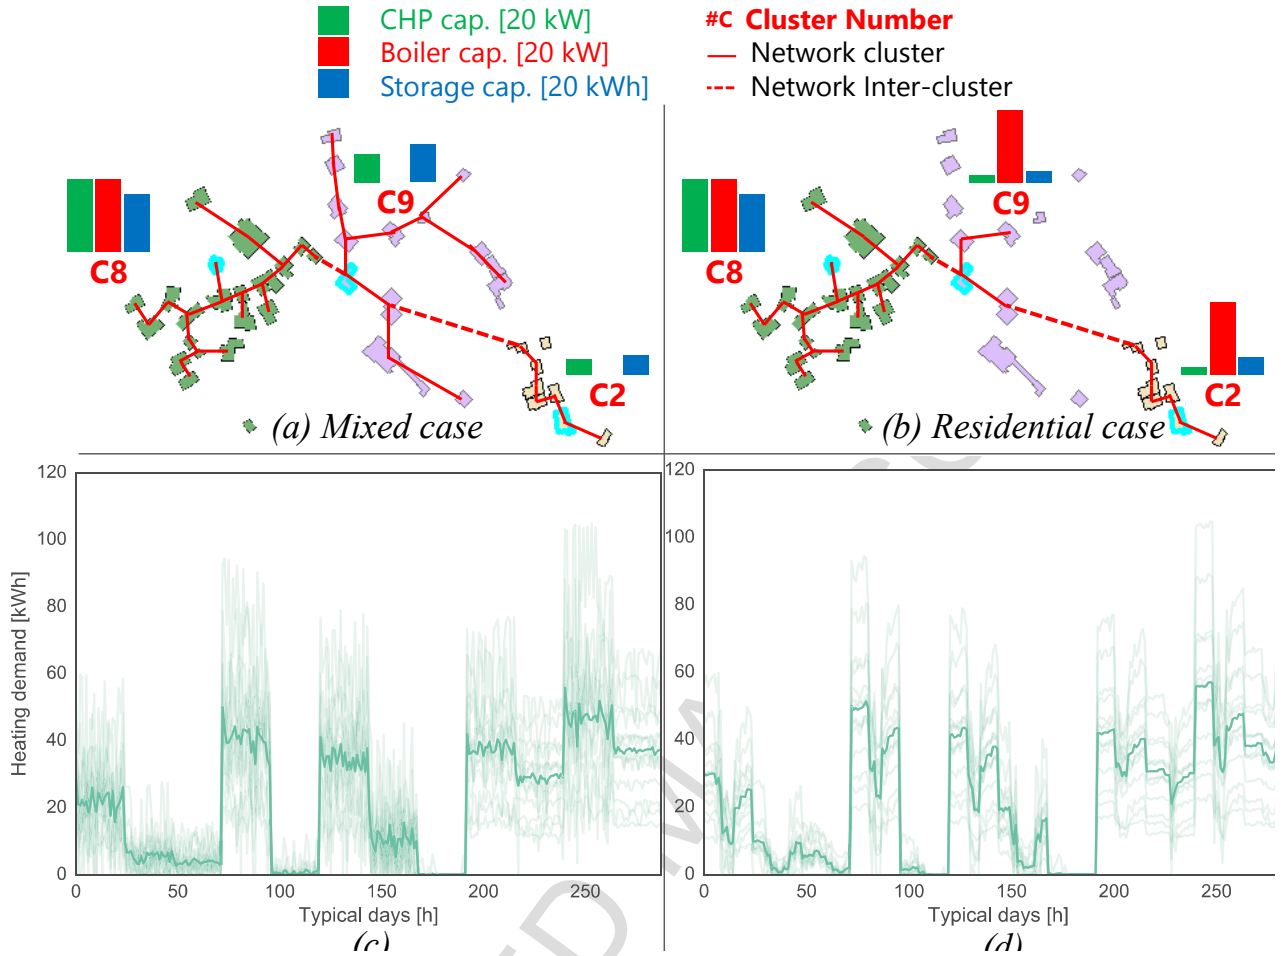 CHP cap. [20 kW]
Boiler cap. [20 kW]
Storage cap. [20 kWh]
#C Cluster Number
Network cluster
Network Inter-cluster
C8
C9
C2
(a) Mixed case
C8
C9
C2
(b) Residential case
120
100
80
60
40
20
0
Heating demand [kWh]
0 50 100 150 200 250
Typical days [h]
(c)
120
100
80
60
40
20
0
0 50 100 150 200 250
Typical days [h]
(d)